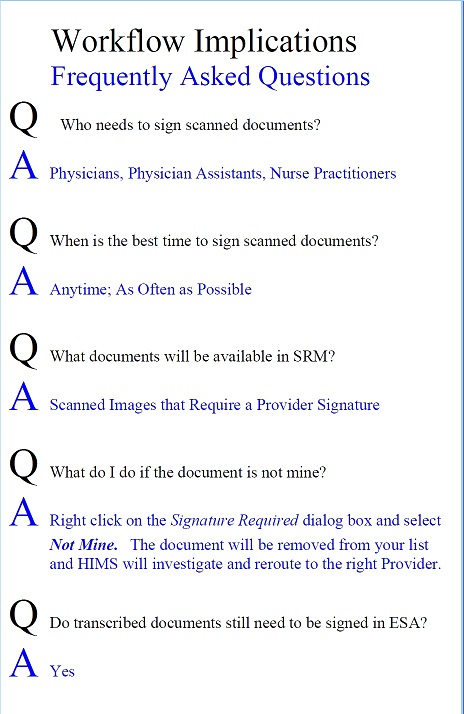 Workflow Implications
Frequently Asked Questions
Q Who needs to sign scanned documents?
A Physicians, Physician Assistants, Nurse Practitioners
Q When is the best time to sign scanned documents?
A Anytime; As Often as Possible
Q What documents will be available in SRM?
A Scanned Images that Require a Provider Signature
Q What do I do if the document is not mine?
A Right click on the Signature Required dialog box and select
Not Mine. The document will be removed from your list
and HIMS will investigate and reroute to the right Provider.
Q Do transcribed documents still need to be signed in ESA?
A Yes